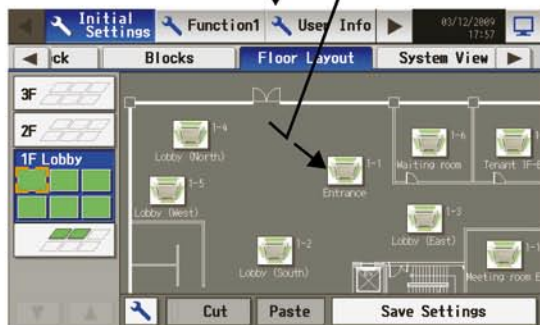 Initial
Settings
Function1
User Info
03/12/2009
17:57
ck
Blocks
Floor Layout
System View
3F
2F
1F Lobby
1-4
Lobby (North)
1-1
Entrance
1-6
Waiting room
Tenant 1F-
1-5
Lobby (West)
1-3
Lobby (East)
1-2
Lobby (South)
Meeting room
Cut
Paste
Save Settings